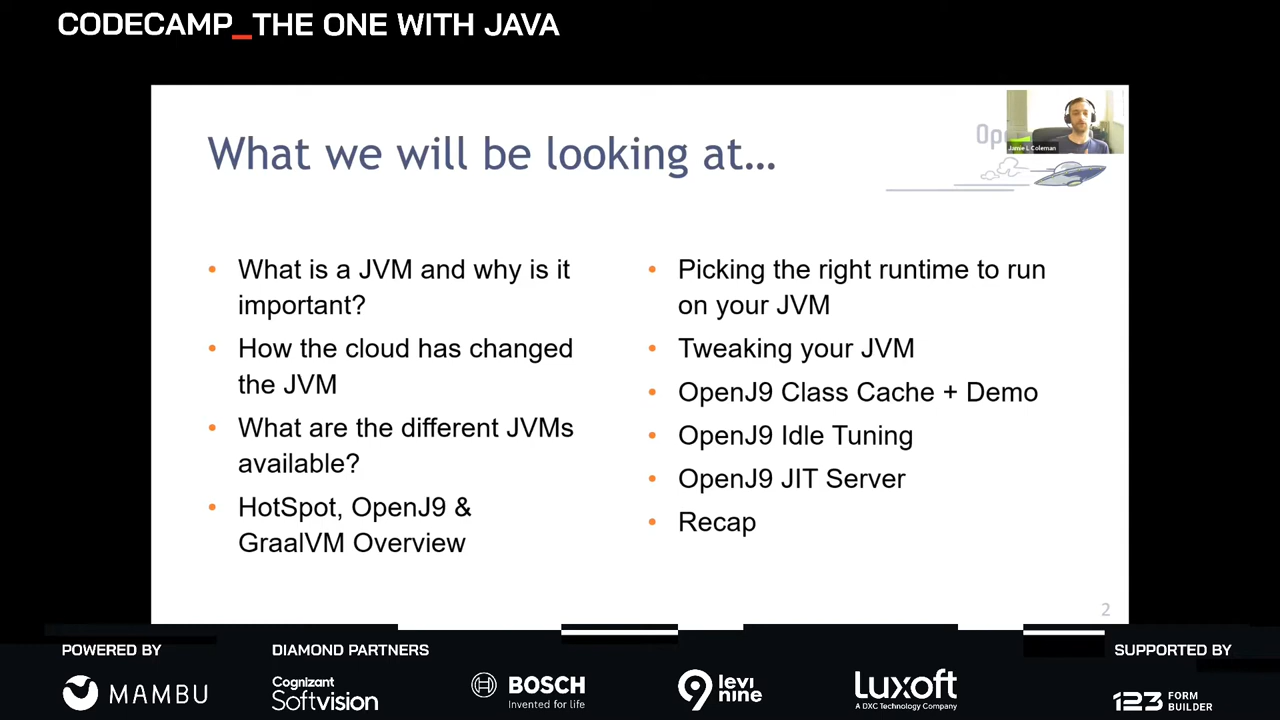 CODECAMP_THE ONE WITH JAVA
What we will be looking at...
Jamie L Coleman
• What is a JVM and why is it
important?
• How the cloud has changed
the JVM
• What are the different JVMs
available?
• HotSpot, OpenJ9 &
GraalVM Overview
• Picking the right runtime to run
on your JVM
• Tweaking your JVM
• OpenJ9 Class Cache + Demo
• OpenJ9 Idle Tuning
• OpenJ9 JIT Server
• Recap
2
POWERED BY
MAMBU
DIAMOND PARTNERS
Cognizant
Softvision
BOSCH
Invented for life
9 levi
nine
Luxoft
A DXC Technology Company
SUPPORTED BY
123 FORM
BUILDER